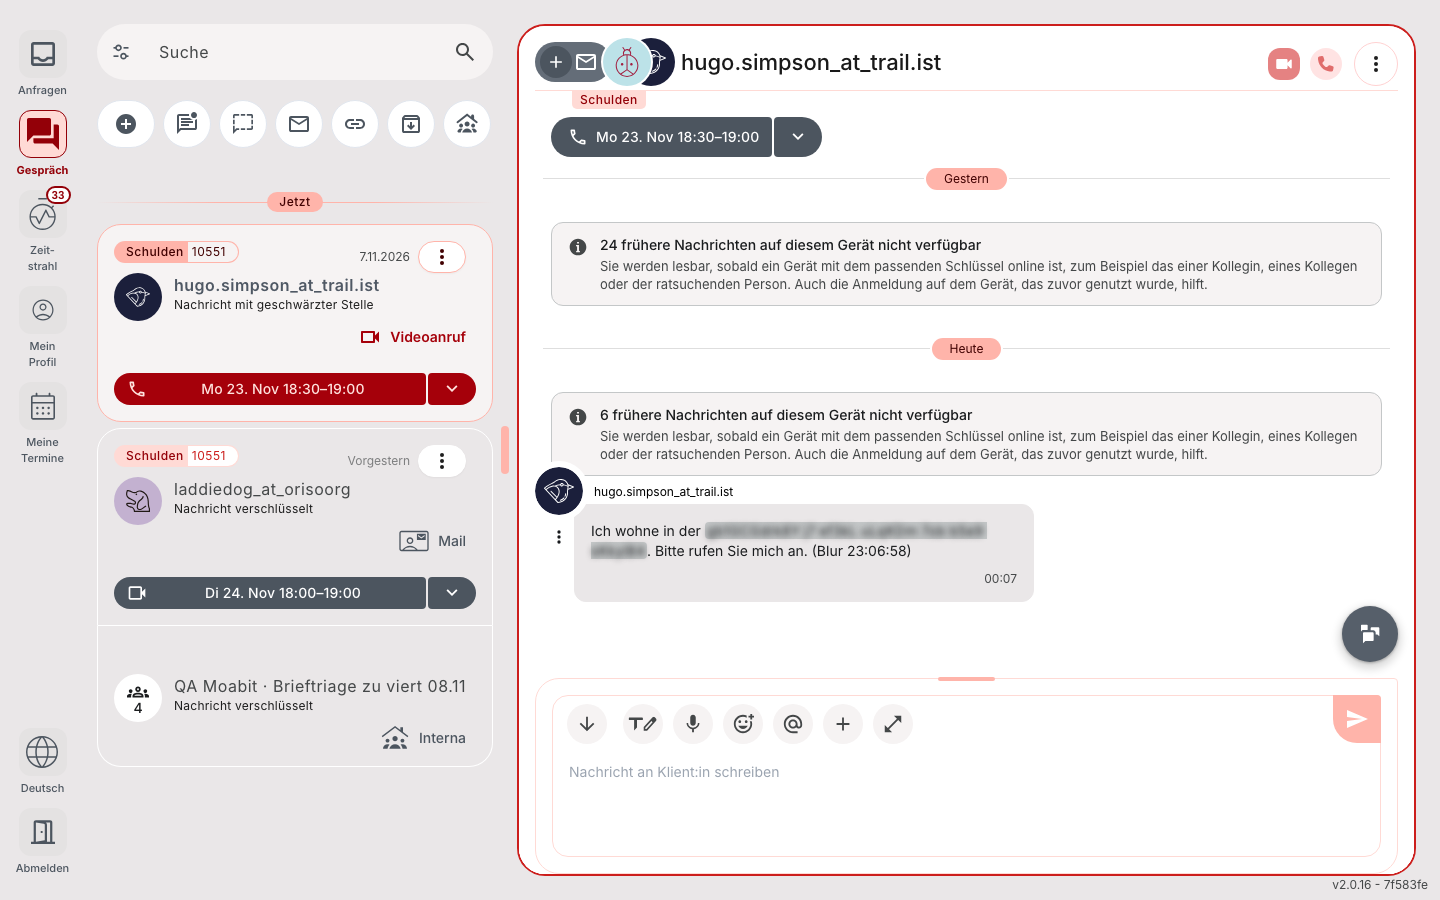 Anfragen
Gespräch
33
Zeit-
strahl
Mein
Profil
Meine
Termine
Deutsch
Abmelden
Suche
Jetzt
Schulden 10551
7.11.2026
hugo.simpson_at_trail.ist
Nachricht mit geschwärzter Stelle
Videoanruf
Mo 23. Nov 18:30–19:00
Schulden 10551
Vorgestern
laddiedog_at_orisoorg
Nachricht verschlüsselt
Mail
Di 24. Nov 18:00–19:00
4
QA Moabit · Brieftriage zu viert 08.11
Nachricht verschlüsselt
Interna
hugo.simpson_at_trail.ist
Schulden
Mo 23. Nov 18:30–19:00
Gestern
24 frühere Nachrichten auf diesem Gerät nicht verfügbar
Sie werden lesbar, sobald ein Gerät mit dem passenden Schlüssel online ist, zum Beispiel das einer Kollegin, eines Kollegen
oder der ratsuchenden Person. Auch die Anmeldung auf dem Gerät, das zuvor genutzt wurde, hilft.
Heute
6 frühere Nachrichten auf diesem Gerät nicht verfügbar
Sie werden lesbar, sobald ein Gerät mit dem passenden Schlüssel online ist, zum Beispiel das einer Kollegin, eines Kollegen
oder der ratsuchenden Person. Auch die Anmeldung auf dem Gerät, das zuvor genutzt wurde, hilft.
hugo.simpson_at_trail.ist
Ich wohne in der
. Bitte rufen Sie mich an. (Blur 23:06:58)
00:07
Nachricht an Klient:in schreiben
v2.0.16 - 7f583fe